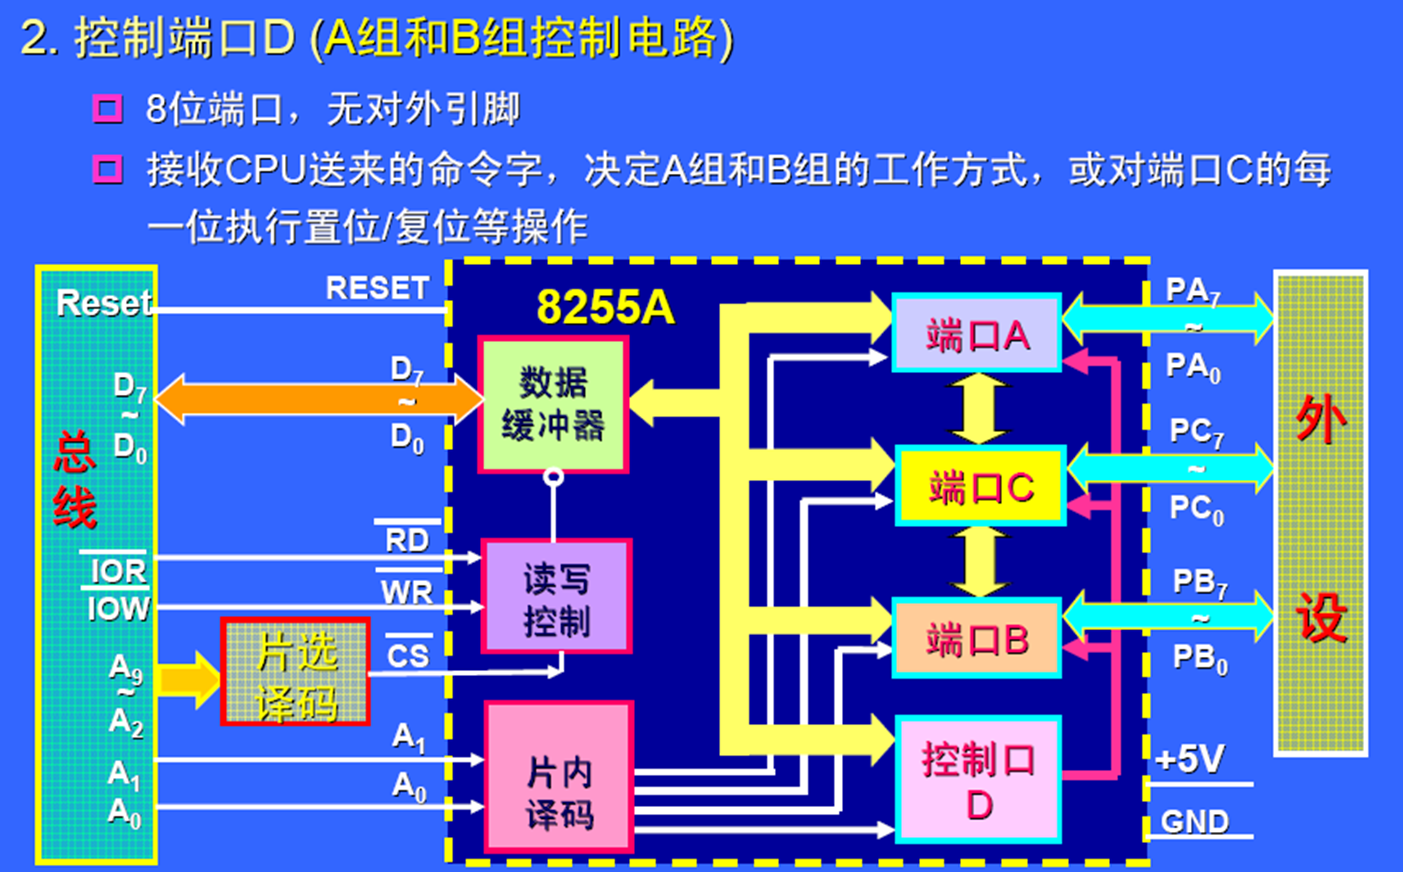 2. 控制端口D (A组和B组控制电路)
8位端口，无对外引脚
接收CPU送来的命令字，决定A组和B组的工作方式，或对端口C的每
一位执行置位/复位等操作
Reset
RESET
8255A
D7
~
D0
D7
~
D0
总
线
数据
缓冲器
端口A
PA7
~
PA0
端口C
PC7
~
PC0
外
设
IOR
IOW
RD
WR
CS
读写
控制
端口B
PB7
~
PB0
A9
~
A2
片选
译码
A1
A0
A1
A0
片内
译码
控制口
D
+5V
GND